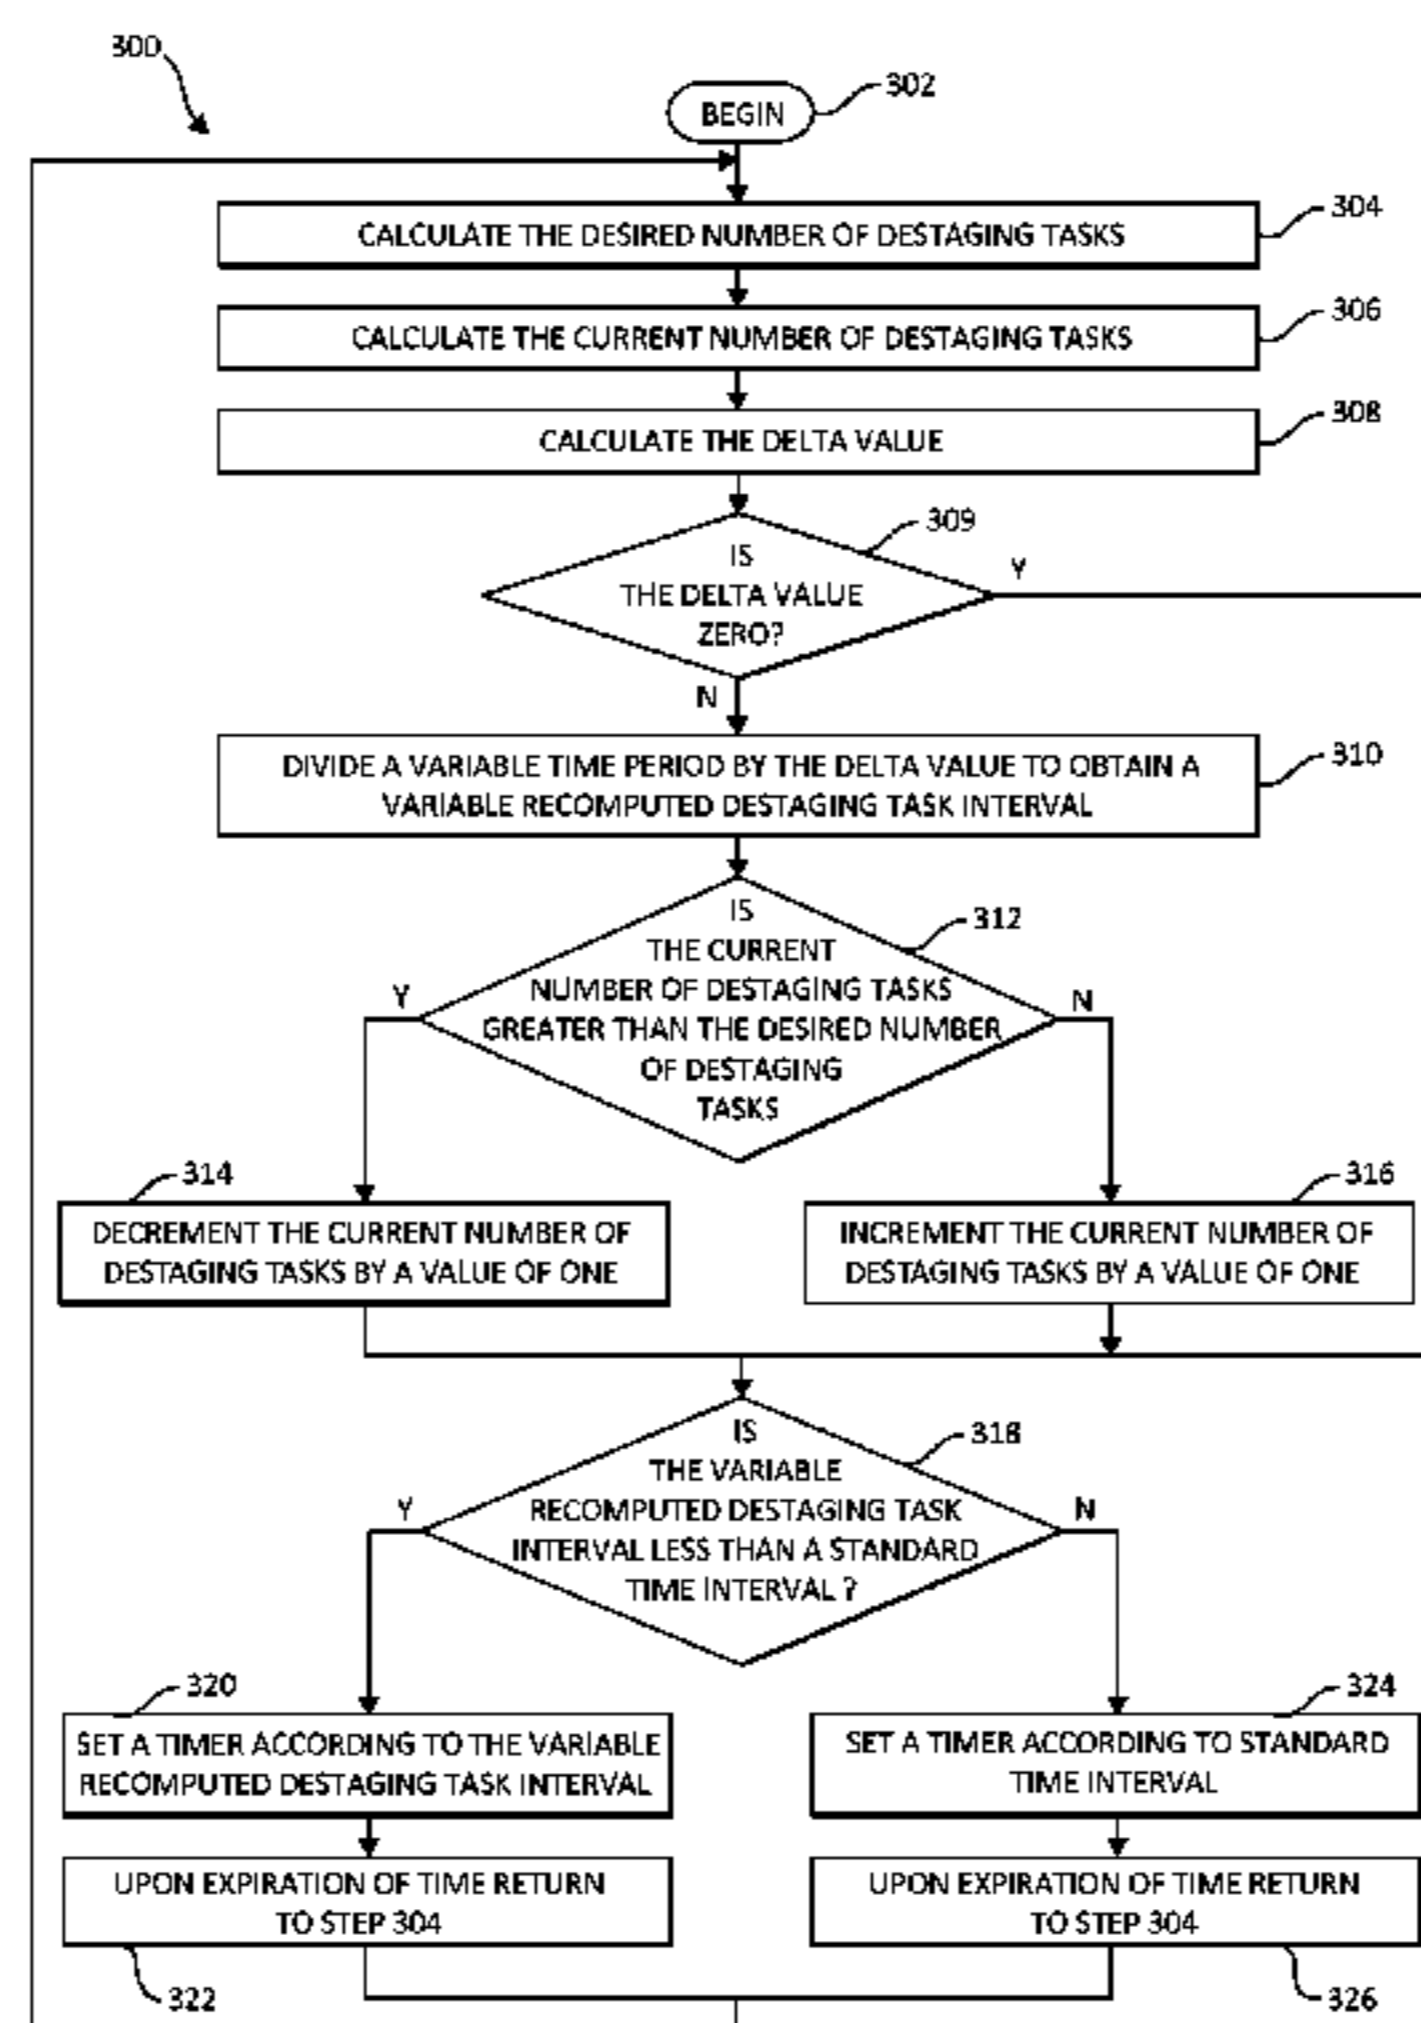 300
BEGIN
302
CALCULATE THE DESIRED NUMBER OF DESTAGING TASKS
304
CALCULATE THE CURRENT NUMBER OF DESTAGING TASKS
306
CALCULATE THE DELTA VALUE
308
309
IS
THE DELTA VALUE
ZERO?
Y
N
DIVIDE A VARIABLE TIME PERIOD BY THE DELTA VALUE TO OBTAIN A
VARIABLE RECOMPUTED DESTAGING TASK INTERVAL
310
312
IS
THE CURRENT
NUMBER OF DESTAGING TASKS
GREATER THAN THE DESIRED NUMBER
OF DESTAGING
TASKS
Y
N
314
DECREMENT THE CURRENT NUMBER OF
DESTAGING TASKS BY A VALUE OF ONE
316
INCREMENT THE CURRENT NUMBER OF
DESTAGING TASKS BY A VALUE OF ONE
318
IS
THE VARIABLE
RECOMPUTED DESTAGING TASK
INTERVAL LESS THAN A STANDARD
TIME INTERVAL ?
Y
N
320
SET A TIMER ACCORDING TO THE VARIABLE
RECOMPUTED DESTAGING TASK INTERVAL
324
SET A TIMER ACCORDING TO STANDARD
TIME INTERVAL
UPON EXPIRATION OF TIME RETURN
TO STEP 304
322
UPON EXPIRATION OF TIME RETURN
TO STEP 304
326